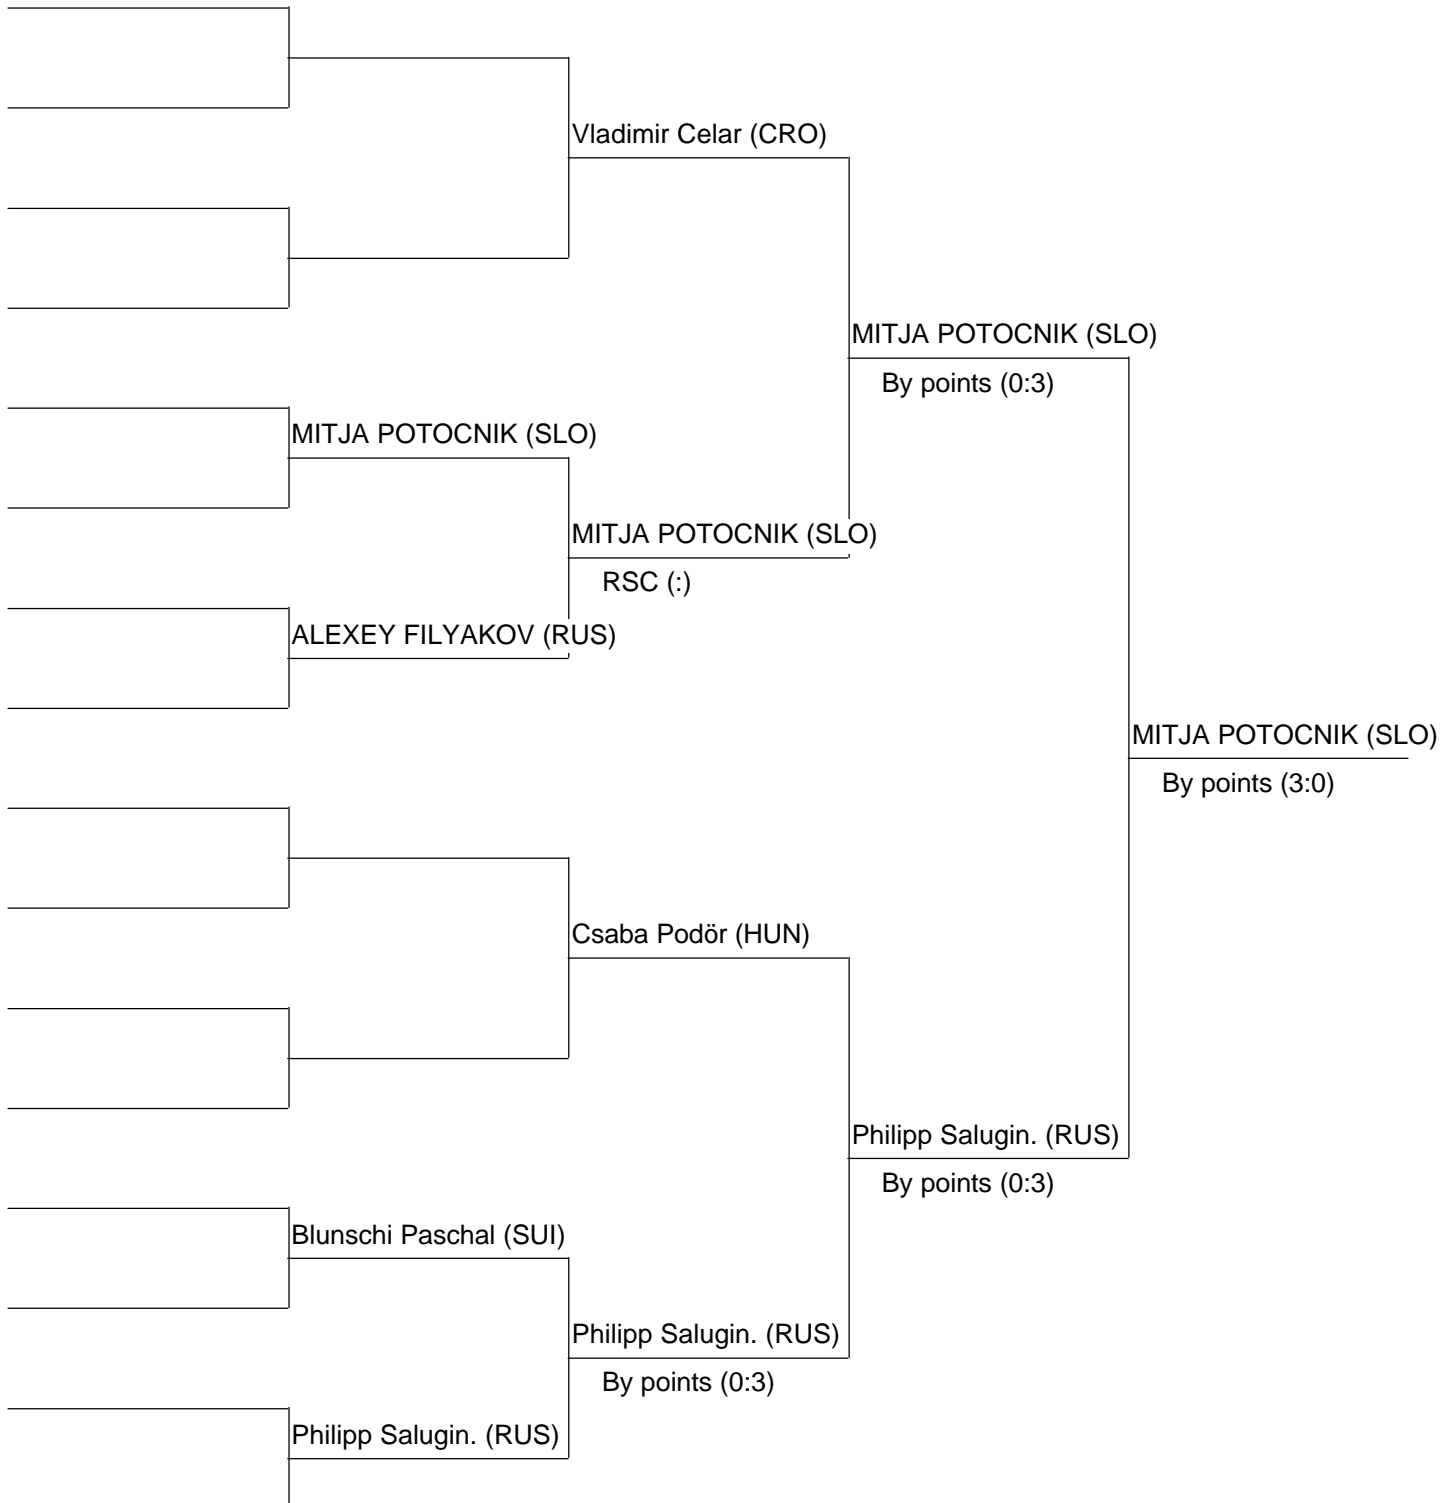 Vladimir Celar (CRO)
MITJA POTOCNIK (SLO)
By points (0:3)
MITJA POTOCNIK (SLO)
MITJA POTOCNIK (SLO)
RSC (:)
ALEXEY FILYAKOV (RUS)
MITJA POTOCNIK (SLO)
By points (3:0)
Csaba Podör (HUN)
Philipp Salugin. (RUS)
By points (0:3)
Blunschi Paschal (SUI)
Philipp Salugin. (RUS)
By points (0:3)
Philipp Salugin. (RUS)